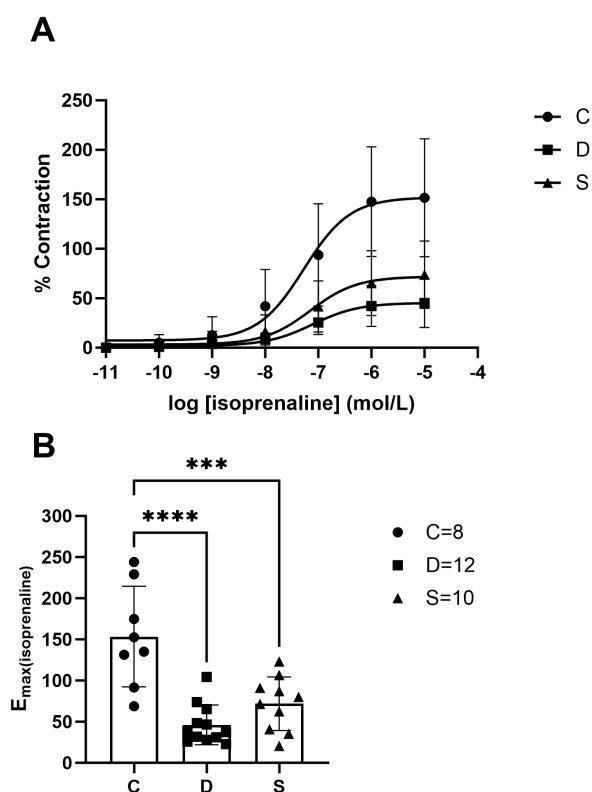 A
250
200
150
100
50
0
% Contraction
-11 -10 -9 -8 -7 -6 -5 -4
log [isoprenaline] (mol/L)
C
D
S
B
***
****
300
250
200
150
100
50
0
Emax(isoprenaline)
C D S
C=8
D=12
S=10